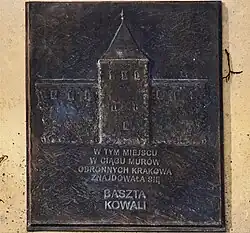 W TYM MIEJSCU
W CIĄGU MURÓW
OBRONNYCH KRAKOWA
ZNAJDOWAŁA SIĘ
BASZTA
KOWALI